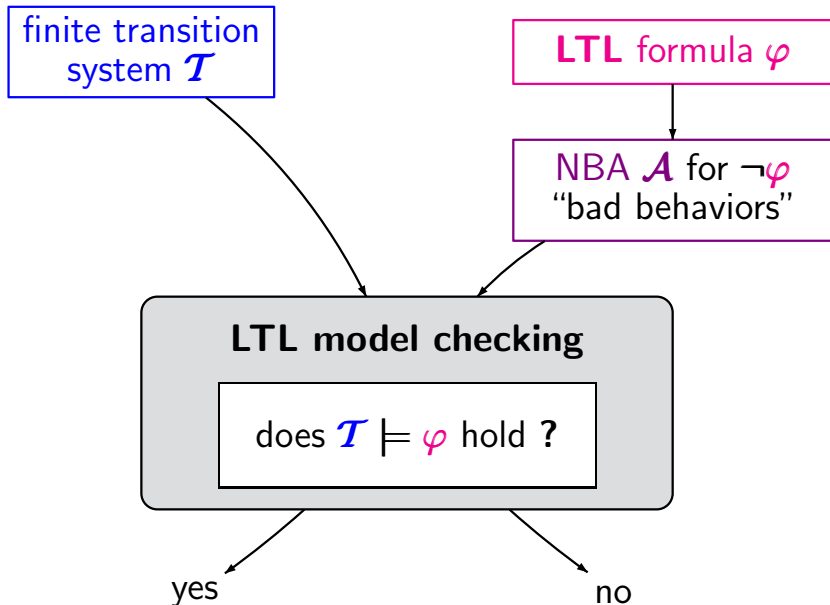 finite transition
system 𝓣
LTL formula φ
NBA 𝓐 for ¬φ
“bad behaviors”
LTL model checking
does 𝓣 ⊨ φ hold ?
yes
no